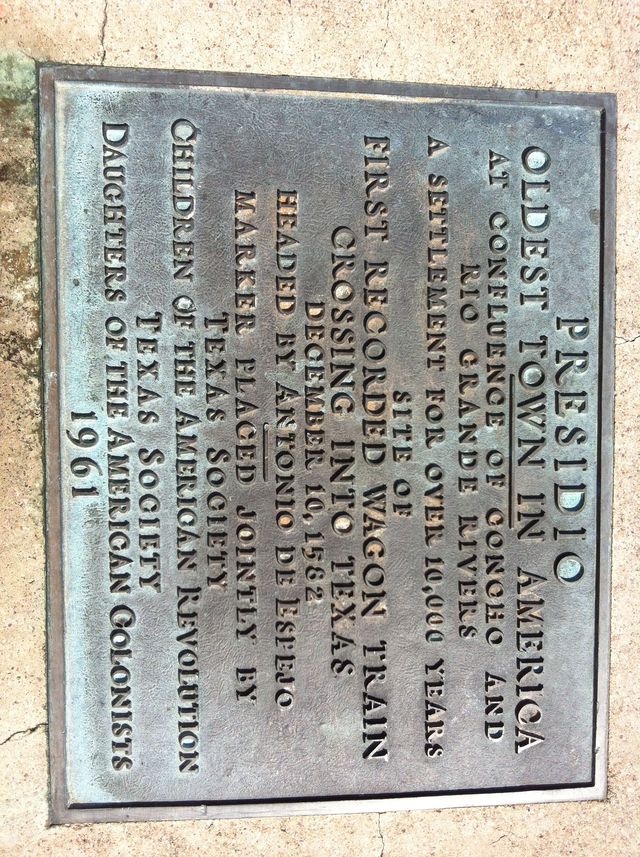 PRESIDIO
OLDEST TOWN IN AMERICA
AT CONFLUENCE OF CONCHO AND
RIO GRANDE RIVERS
A SETTLEMENT FOR OVER 10,000 YEARS
SITE OF
FIRST RECORDED WAGON TRAIN
CROSSING INTO TEXAS
DECEMBER 10, 1582
HEADED BY ANTONIO DE ESPEJO
MARKER PLACED JOINTLY BY
TEXAS SOCIETY
CHILDREN OF THE AMERICAN REVOLUTION
TEXAS SOCIETY
DAUGHTERS OF THE AMERICAN COLONISTS
1961